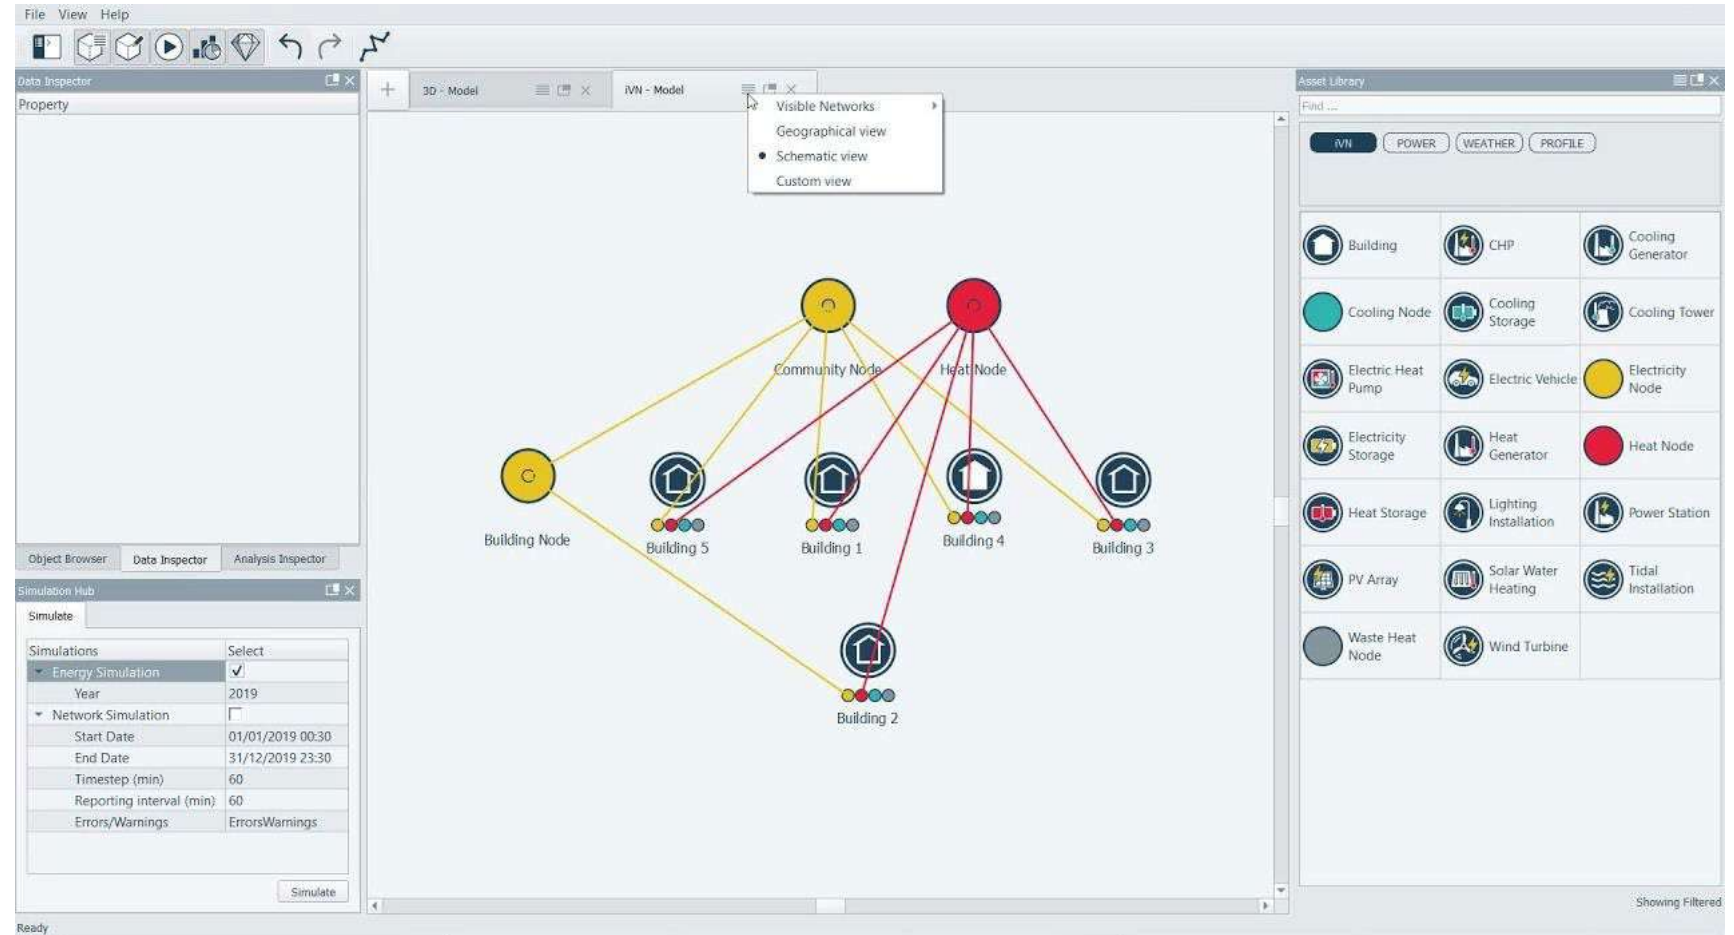 File View Help
Data Inspector
Property
Object Browser Data Inspector Analysis Inspector
Simulation Hub
Simulate
Simulations Select
Energy Simulation
Year 2019
Network Simulation
Start Date 01/01/2019 00:30
End Date 31/12/2019 23:30
Timestep (min) 60
Reporting interval (min) 60
Errors/Warnings ErrorsWarnings
Simulate
Ready
3D - Model iVN - Model
Visible Networks
Geographical view
Schematic view
Custom view
Community Node Heat Node
Building Node
Building 5
Building 1
Building 4
Building 3
Building 2
Asset Library
Find ...
iVN POWER WEATHER PROFILE
Building
CHP
Cooling
Generator
Cooling Node
Cooling
Storage
Cooling Tower
Electric Heat
Pump
Electric Vehicle
Electricity
Node
Electricity
Storage
Heat
Generator
Heat Node
Heat Storage
Lighting
Installation
Power Station
PV Array
Solar Water
Heating
Tidal
Installation
Waste Heat
Node
Wind Turbine
Showing Filtered